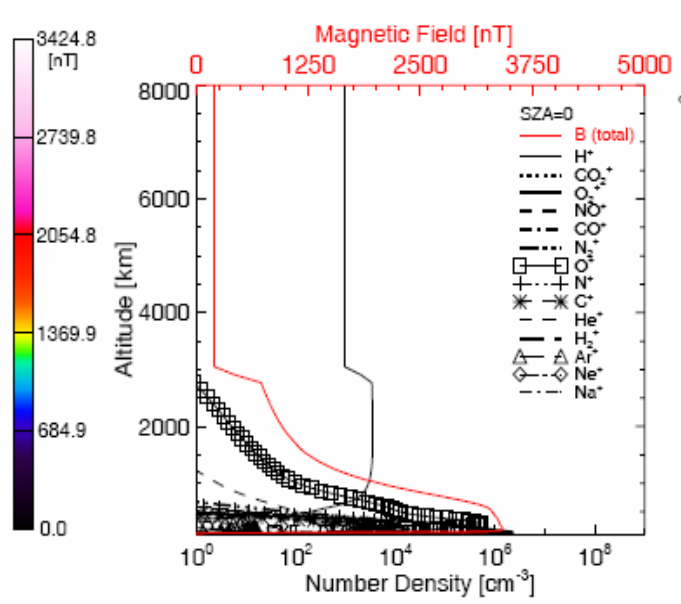 3424.8
[nT]
2739.8
2054.8
1369.9
684.9
0.0
Magnetic Field [nT]
0 1250 2500 3750 5000
8000
6000
4000
2000
Altitude [km]
SZA=0
B (total)
H⁺
CO₂⁺
O₂⁺
NO⁺
CO⁺
N₂⁺
O⁺
N⁺
C⁺
He⁺
H₂⁺
Ar⁺
Ne⁺
Na⁺
10⁰ 10² 10⁴ 10⁶ 10⁸
Number Density [cm⁻³]